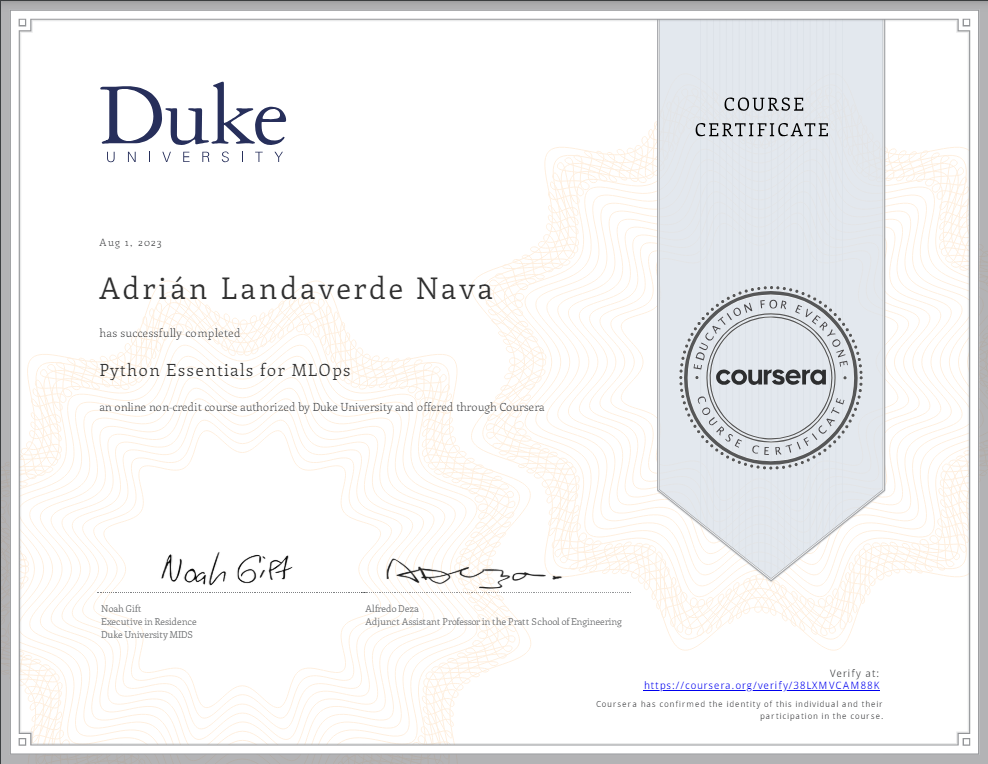 Duke
UNIVERSITY
COURSE
CERTIFICATE
Aug 1, 2023
Adrián Landaverde Nava
has successfully completed
Python Essentials for MLOps
an online non-credit course authorized by Duke University and offered through Coursera
EDUCATION FOR EVERYONE
coursera
COURSE CERTIFICATE
Noah Gift
Noah Gift
Executive in Residence
Duke University MIDS
Alfredo Deza
Adjunct Assistant Professor in the Pratt School of Engineering
Verify at:
https://coursera.org/verify/38LXMVCAM88K
Coursera has confirmed the identity of this individual and their
participation in the course.